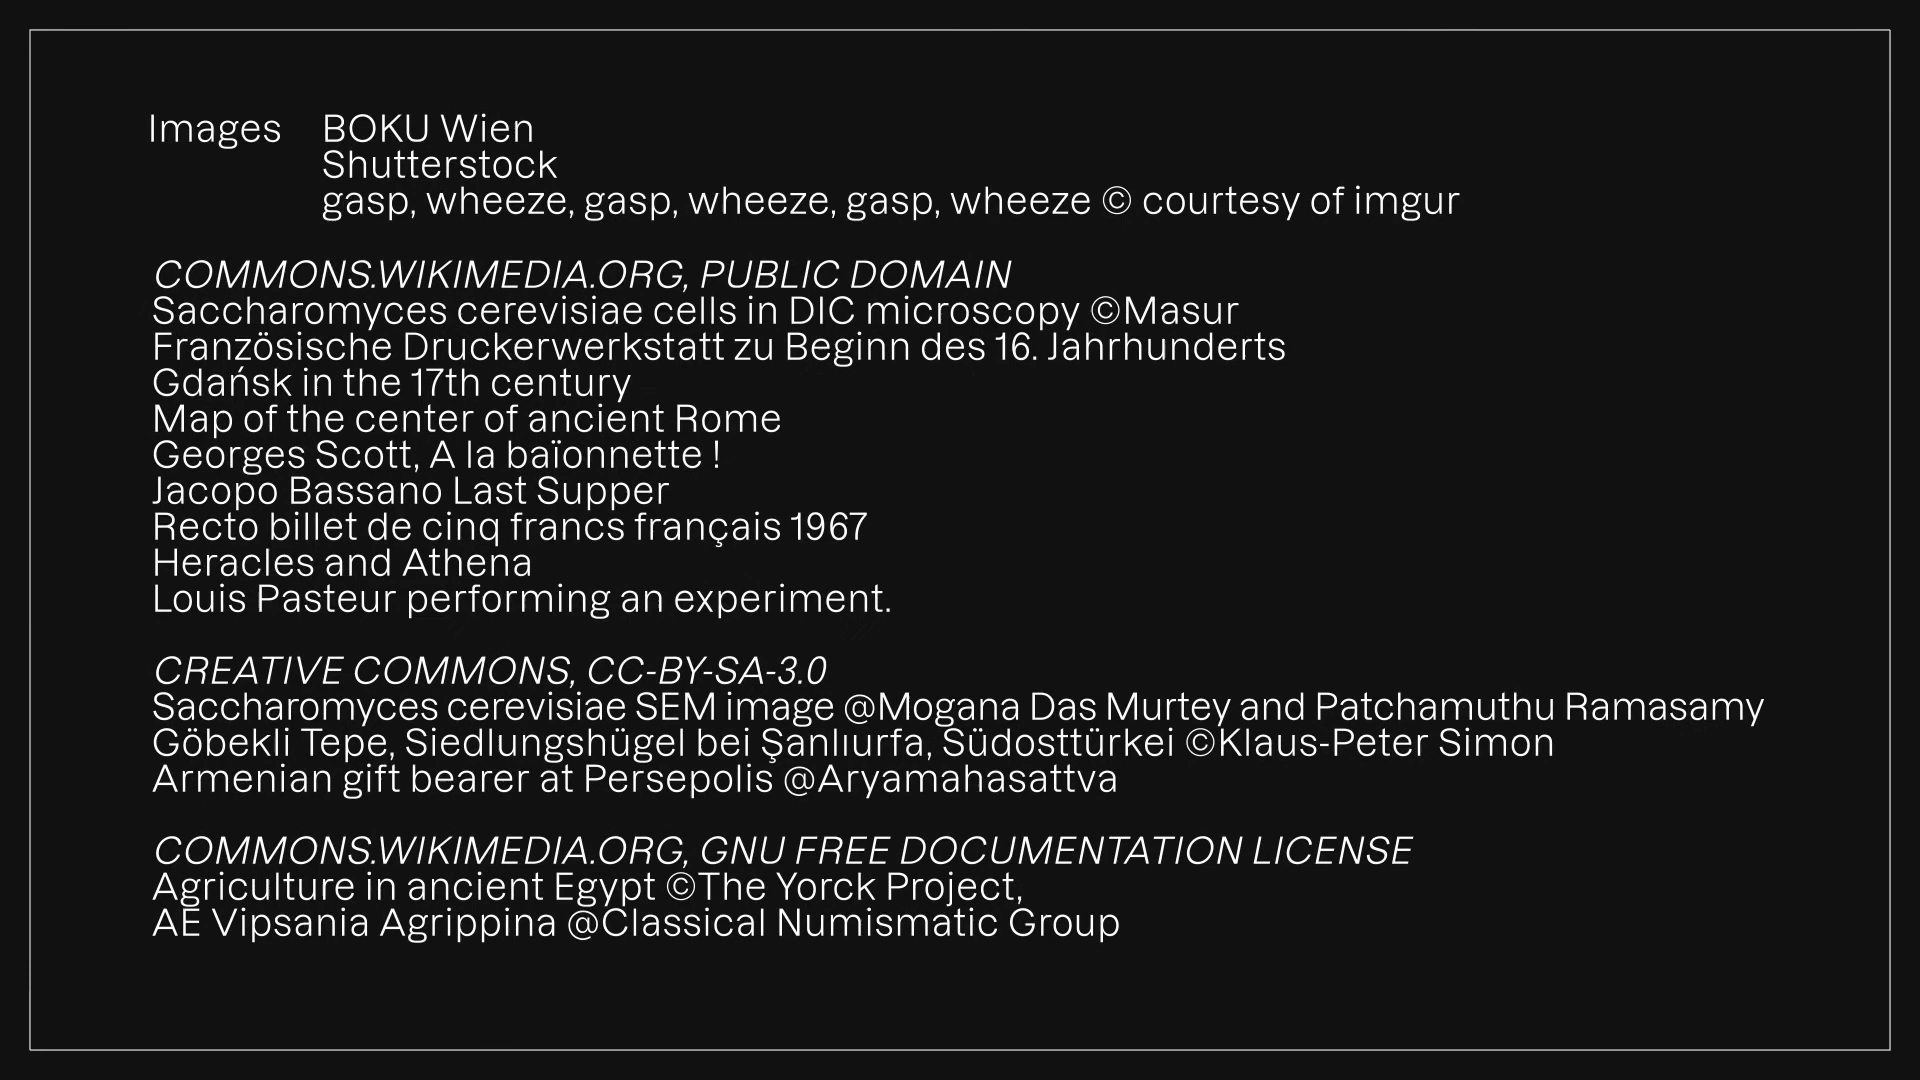 Images BOKU Wien
Shutterstock
gasp, wheeze, gasp, wheeze, gasp, wheeze © courtesy of imgur
COMMONS.WIKIMEDIA.ORG, PUBLIC DOMAIN
Saccharomyces cerevisiae cells in DIC microscopy ©Masur
Französische Druckerwerkstatt zu Beginn des 16. Jahrhunderts
Gdańsk in the 17th century
Map of the center of ancient Rome
Georges Scott, A la baïonnette !
Jacopo Bassano Last Supper
Recto billet de cinq francs français 1967
Heracles and Athena
Louis Pasteur performing an experiment.
CREATIVE COMMONS, CC-BY-SA-3.0
Saccharomyces cerevisiae SEM image @Mogana Das Murtey and Patchamuthu Ramasamy
Göbekli Tepe, Siedlungshügel bei Şanlıurfa, Südosttürkei ©Klaus-Peter Simon
Armenian gift bearer at Persepolis @Aryamahasattva
COMMONS.WIKIMEDIA.ORG, GNU FREE DOCUMENTATION LICENSE
Agriculture in ancient Egypt ©The Yorck Project,
AE Vipsania Agrippina @Classical Numismatic Group